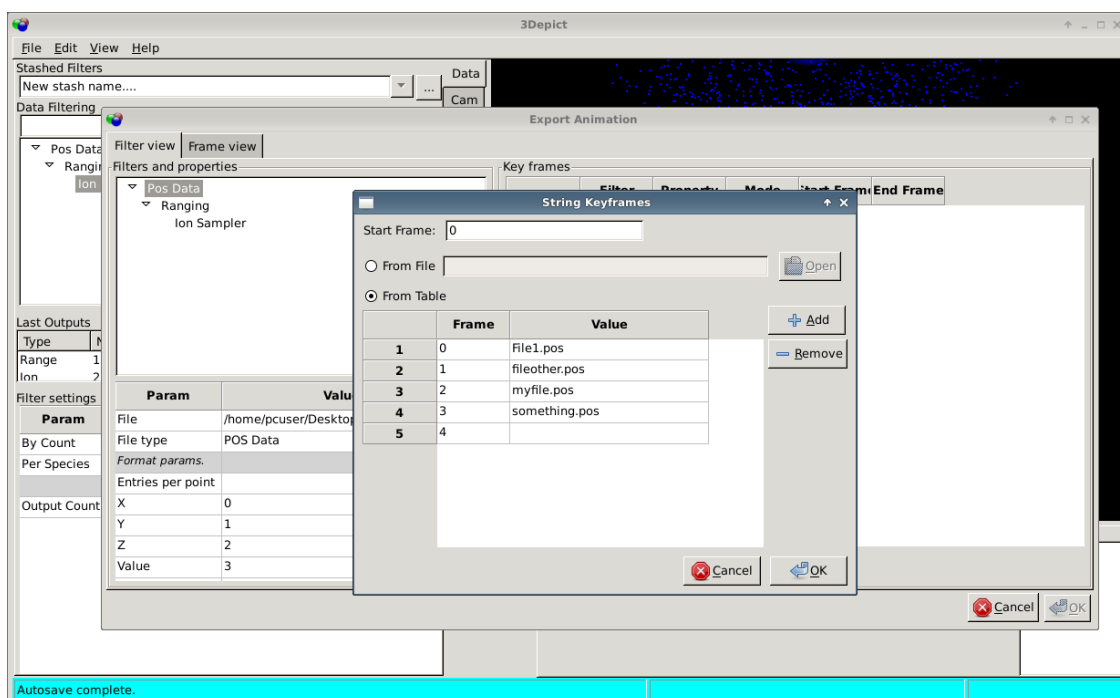 3Depict
File Edit View Help
Stashed Filters
New stash name....
...
Data
Cam
Data Filtering
Pos Data
Ion
Last Outputs
Type
Range 1
Ion 2
Filter settings
Param
By Count
Per Species
Output Count
Export Animation
Filter view Frame view
Filters and properties
Pos Data
Ranging
Ion Sampler
Param
File /home/pcuser/Desktop
File type POS Data
Format params.
Entries per point
X 0
Y 1
Z 2
Value 3
Key frames
Filter Property Mode End Frame
String Keyframes
Start Frame: 0
From File
Open
From Table
Frame Value
1 0 File1.pos
2 1 fileother.pos
3 2 myfile.pos
4 3 something.pos
5 4
Add
Remove
Cancel OK
Cancel OK
Autosave complete.